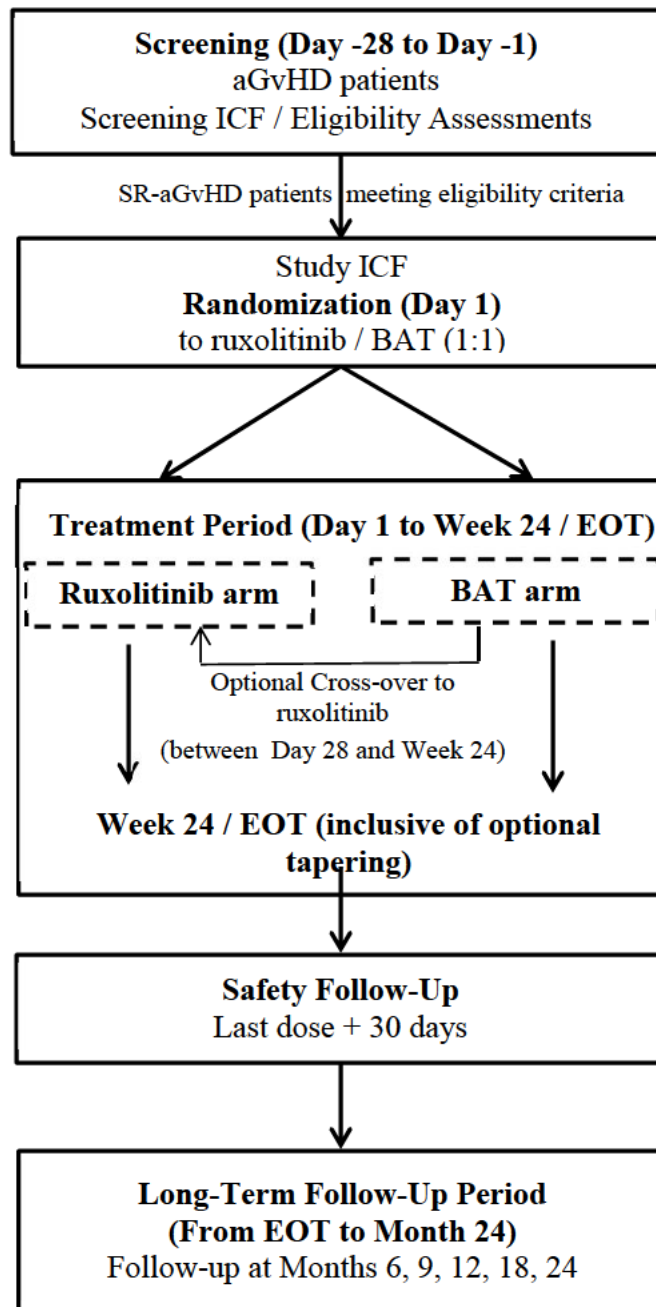 Screening (Day -28 to Day -1)
aGvHD patients
Screening ICF / Eligibility Assessments
SR-aGvHD patients meeting eligibility criteria
Study ICF
Randomization (Day 1)
to ruxolitinib / BAT (1:1)
Treatment Period (Day 1 to Week 24 / EOT)
Ruxolitinib arm
BAT arm
Optional Cross-over to
ruxolitinib
(between Day 28 and Week 24)
Week 24 / EOT (inclusive of optional
tapering)
Safety Follow-Up
Last dose + 30 days
Long-Term Follow-Up Period
(From EOT to Month 24)
Follow-up at Months 6, 9, 12, 18, 24